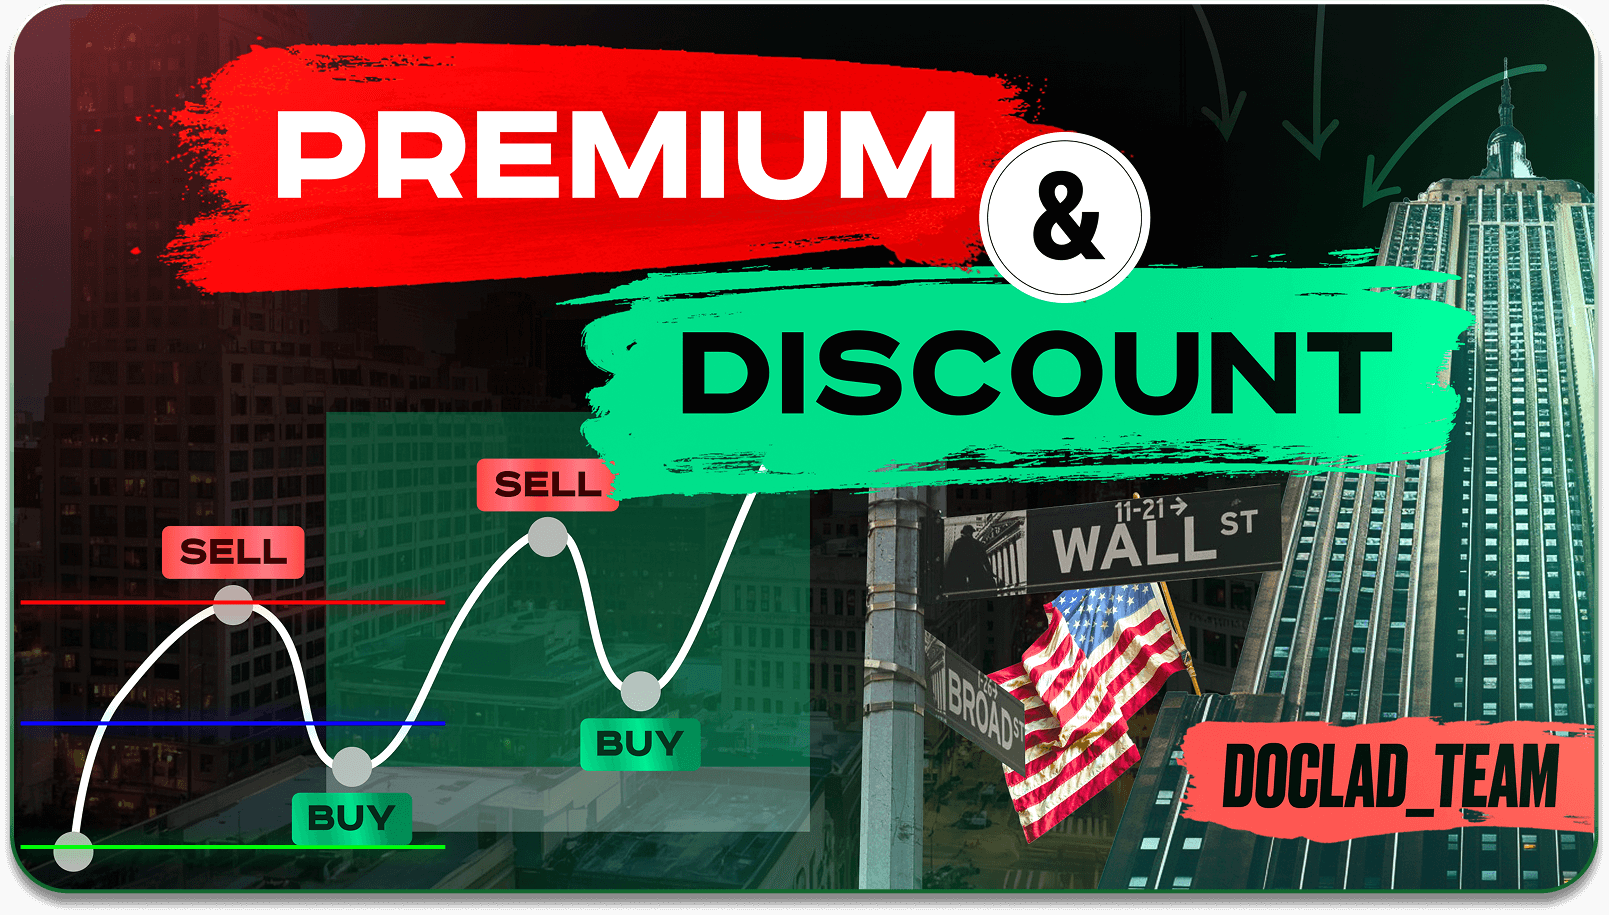 PREMIUM
&
DISCOUNT
SELL
SELL
BUY
BUY
11-21 →
WALL ST
BROAD ST
DOCLAD_TEAM